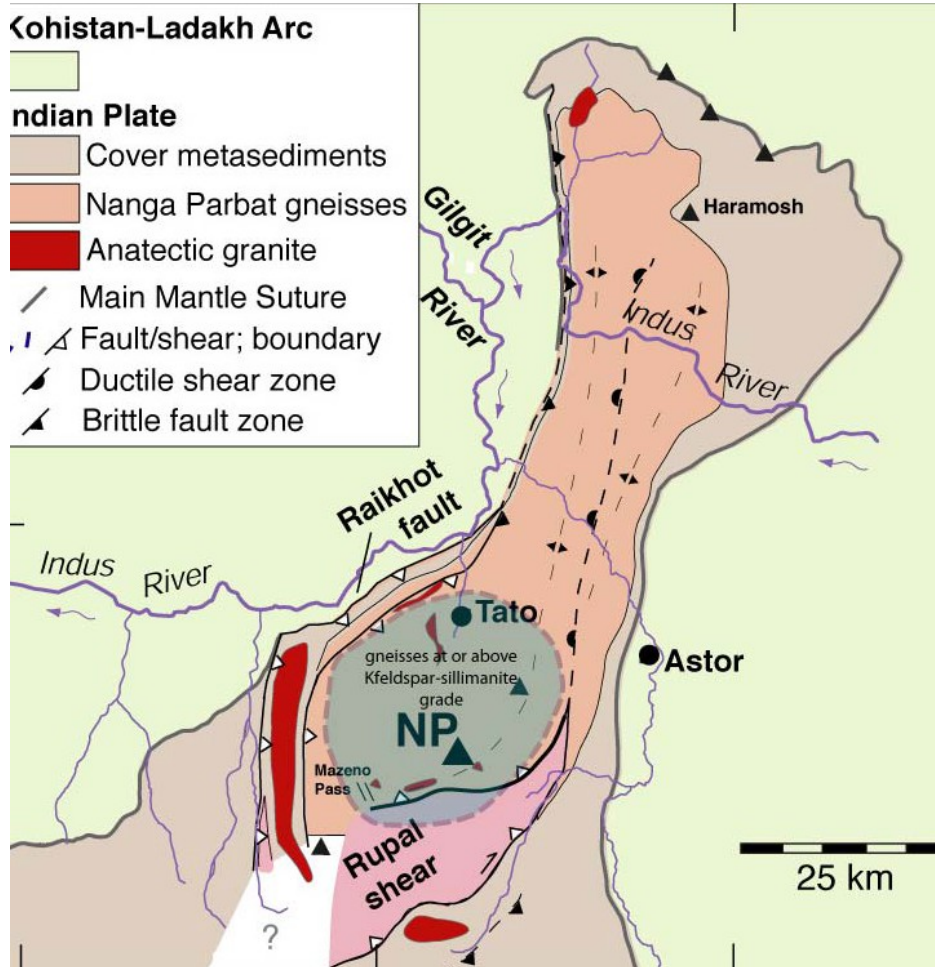 Kohistan-Ladakh Arc
ndian Plate
Cover metasediments
Nanga Parbat gneisses
Anatectic granite
Main Mantle Suture
Fault/shear; boundary
Ductile shear zone
Brittle fault zone
Gilgit
River
Haramosh
Indus
River
Raikhot
fault
Indus River
Tato
gneisses at or above
Kfeldspar-sillimanite
grade
Astor
NP
Mazeno
Pass
Rupal
shear
25 km
?